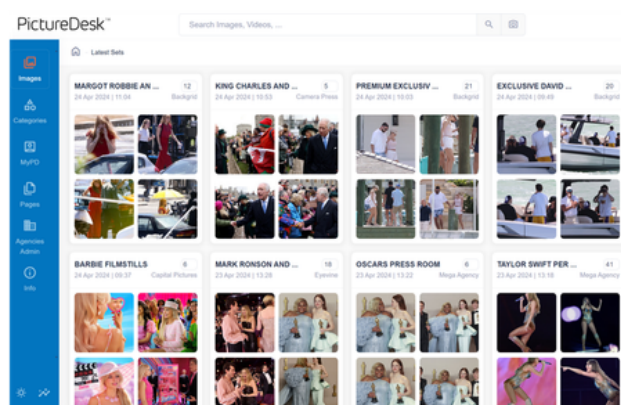 PictureDesk™
Search Images, Videos, ...
Latest Sets
Images
Categories
MyPD
Pages
Agencies
Admin
Info
MARGOT ROBBIE AN ... 12
24 Apr 2024 | 11:04 Backgrid
KING CHARLES AND ... 5
24 Apr 2024 | 10:53 Camera Press
PREMIUM EXCLUSIV ... 21
24 Apr 2024 | 10:03 Backgrid
EXCLUSIVE DAVID ... 20
24 Apr 2024 | 09:49 Backgrid
BARBIE FILMSTILLS 6
24 Apr 2024 | 09:37 Capital Pictures
MARK RONSON AND ... 18
23 Apr 2024 | 13:28 Eyevine
OSCARS PRESS ROOM 6
23 Apr 2024 | 13:22 Mega Agency
TAYLOR SWIFT PER ... 41
23 Apr 2024 | 13:18 Mega Agency